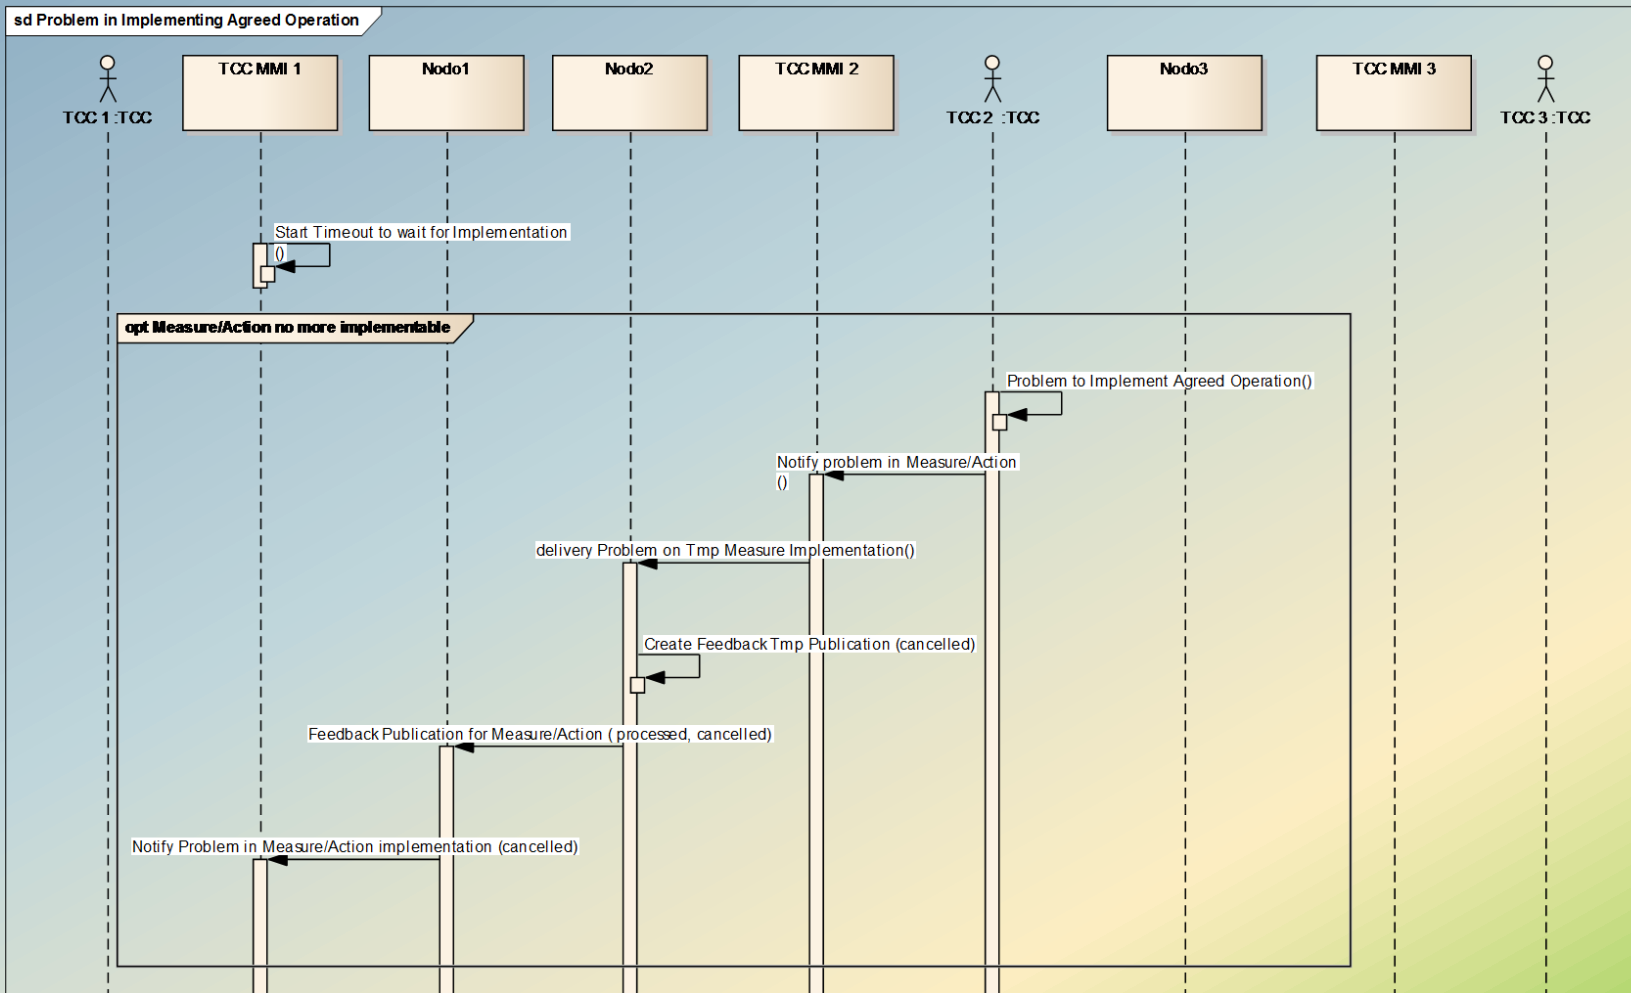 sd Problem in Implementing Agreed Operation
TCC 1 :TCC
TCC MMI 1
Nodo1
Nodo2
TCC MMI 2
TCC 2  :TCC
Nodo3
TCC MMI 3
TCC 3 :TCC
Start Timeout to wait for Implementation
()
opt Measure/Action no more implementable
Problem to Implement Agreed Operation()
Notify problem in Measure/Action
()
delivery Problem on Tmp Measure Implementation()
Create Feedback Tmp Publication (cancelled)
Feedback Publication for Measure/Action ( processed, cancelled)
Notify Problem in Measure/Action implementation (cancelled)